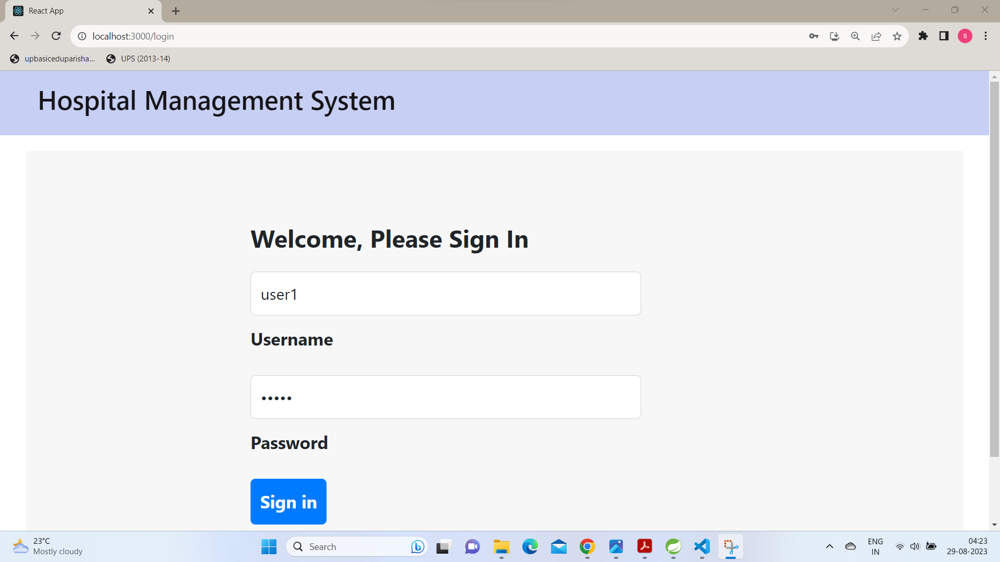 React App
localhost:3000/login
S
upbasiceduparisha...
UPS (2013-14)
Hospital Management System
Welcome, Please Sign In
user1
Username
•••••
Password
Sign in
23°C
Mostly cloudy
Search
ENG
IN
04:23
29-08-2023